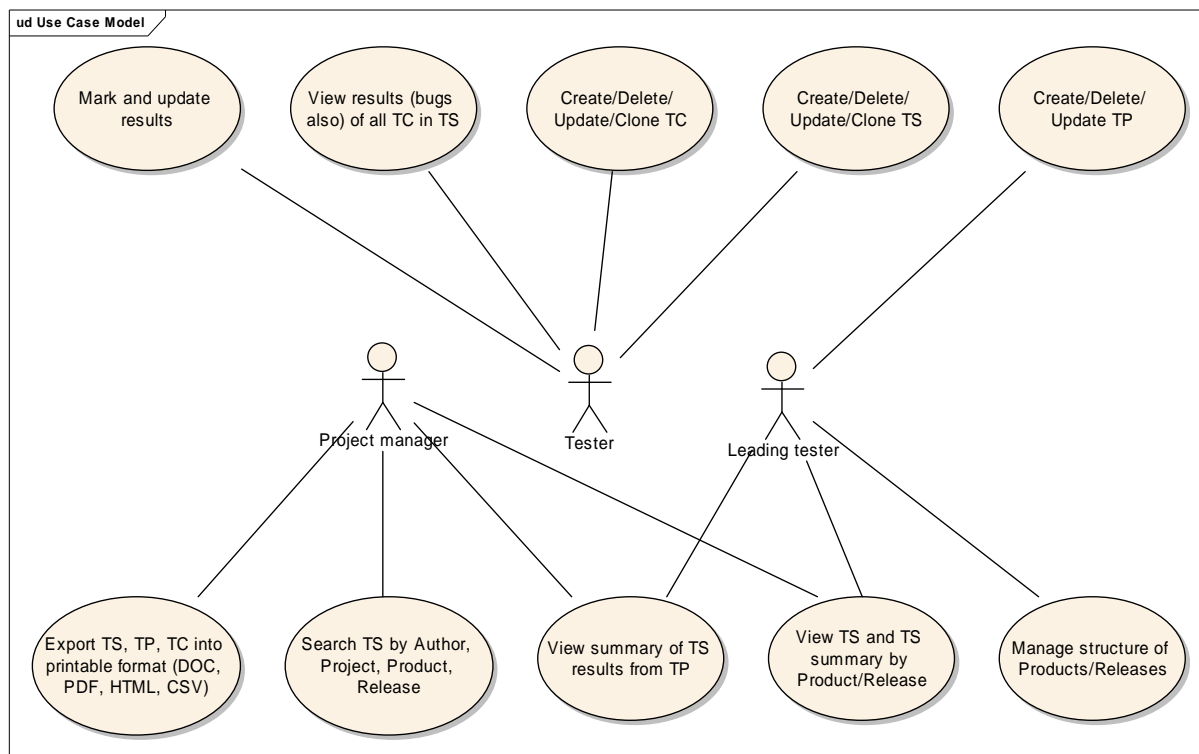 ud Use Case Model
Mark and update
results
View results (bugs
also) of all TC in TS
Create/Delete/
Update/Clone TC
Create/Delete/
Update/Clone TS
Create/Delete/
Update TP
Project manager
Tester
Leading tester
Export TS, TP, TC into
printable format (DOC,
PDF, HTML, CSV)
Search TS by Author,
Project, Product,
Release
View summary of TS
results from TP
View TS and TS
summary by
Product/Release
Manage structure of
Products/Releases